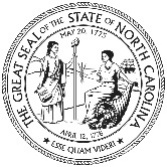 THE GREAT SEAL OF THE STATE OF NORTH CAROLINA
MAY 20, 1775
APRIL 12, 1776
★ ESSE QUAM VIDERI ★